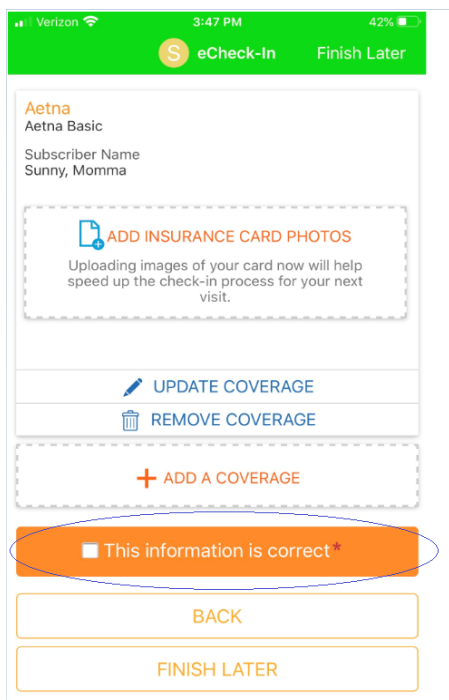 Verizon 3:47 PM 42%
S eCheck-In Finish Later
Aetna
Aetna Basic
Subscriber Name
Sunny, Momma
ADD INSURANCE CARD PHOTOS
Uploading images of your card now will help
speed up the check-in process for your next
visit.
UPDATE COVERAGE
REMOVE COVERAGE
+ ADD A COVERAGE
This information is correct*
BACK
FINISH LATER